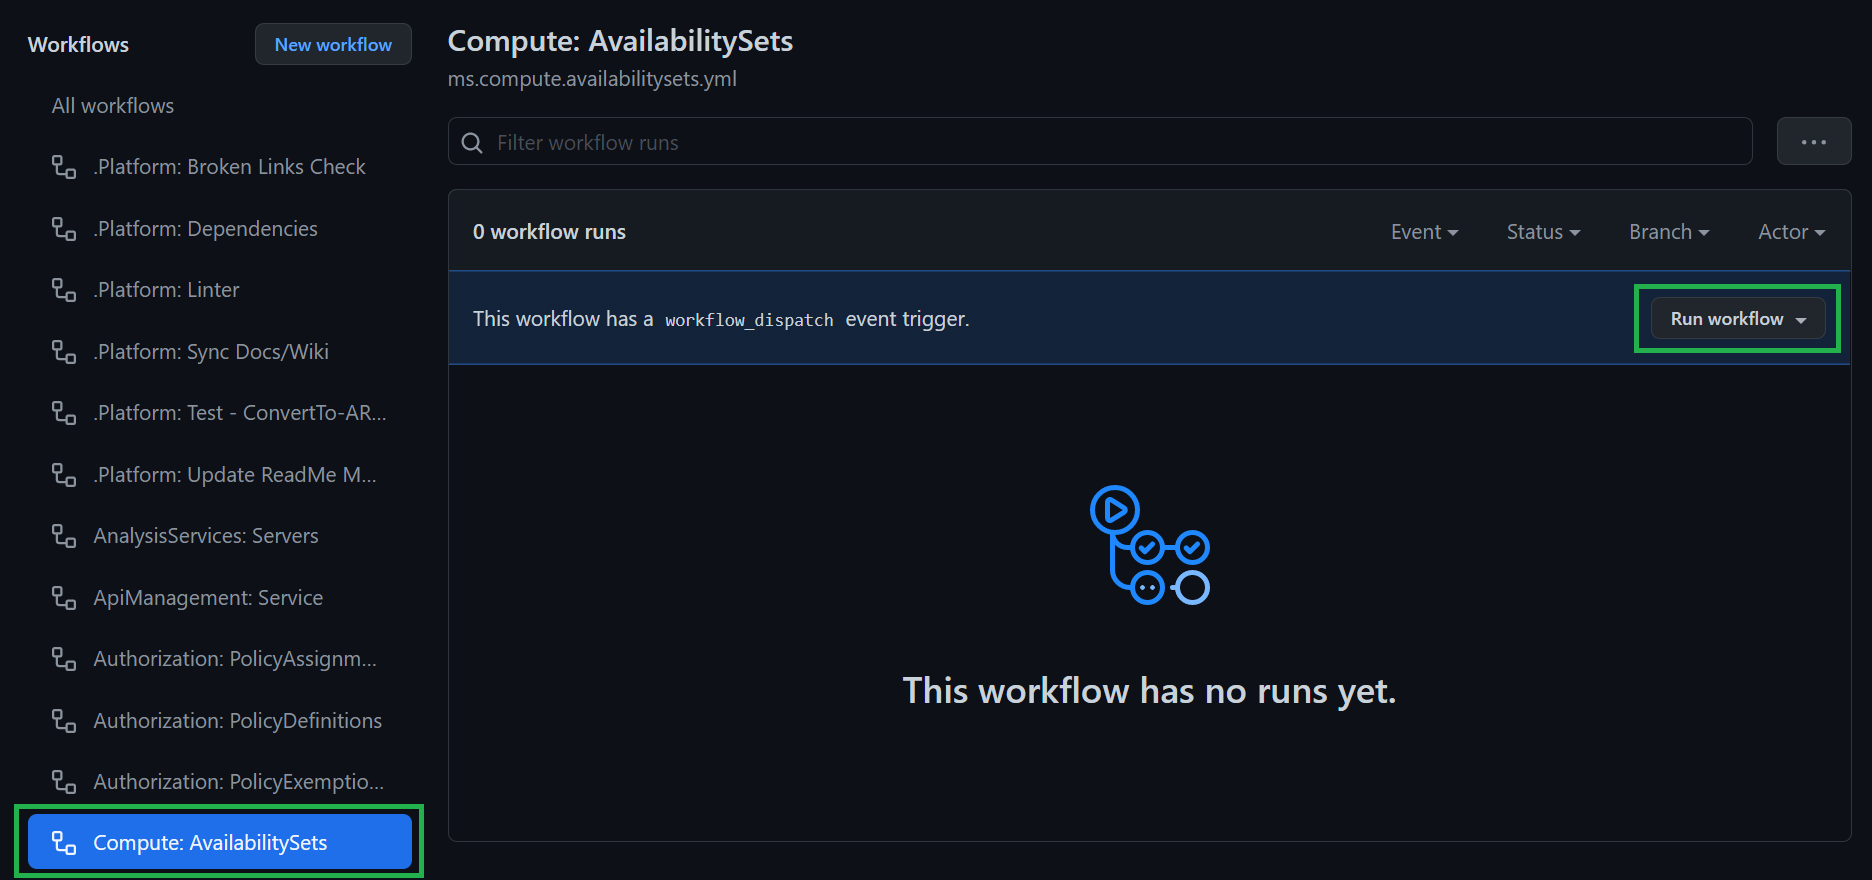 Workflows
New workflow
All workflows
.Platform: Broken Links Check
.Platform: Dependencies
.Platform: Linter
.Platform: Sync Docs/Wiki
.Platform: Test - ConvertTo-AR...
.Platform: Update ReadMe M...
AnalysisServices: Servers
ApiManagement: Service
Authorization: PolicyAssignm...
Authorization: PolicyDefinitions
Authorization: PolicyExemptio...
Compute: AvailabilitySets
Compute: AvailabilitySets
ms.compute.availabilitysets.yml
Filter workflow runs
0 workflow runs
Event
Status
Branch
Actor
This workflow has a workflow_dispatch event trigger.
Run workflow
This workflow has no runs yet.